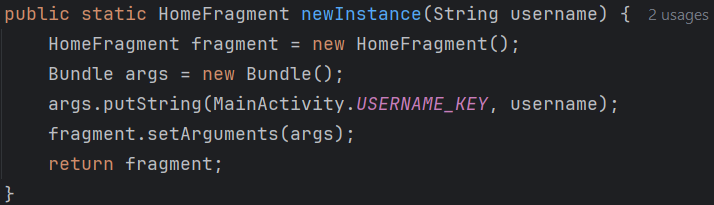 public static HomeFragment newInstance(String username) { 2 usages
HomeFragment fragment = new HomeFragment();
Bundle args = new Bundle();
args.putString(MainActivity.USERNAME_KEY, username);
fragment.setArguments(args);
return fragment;
}